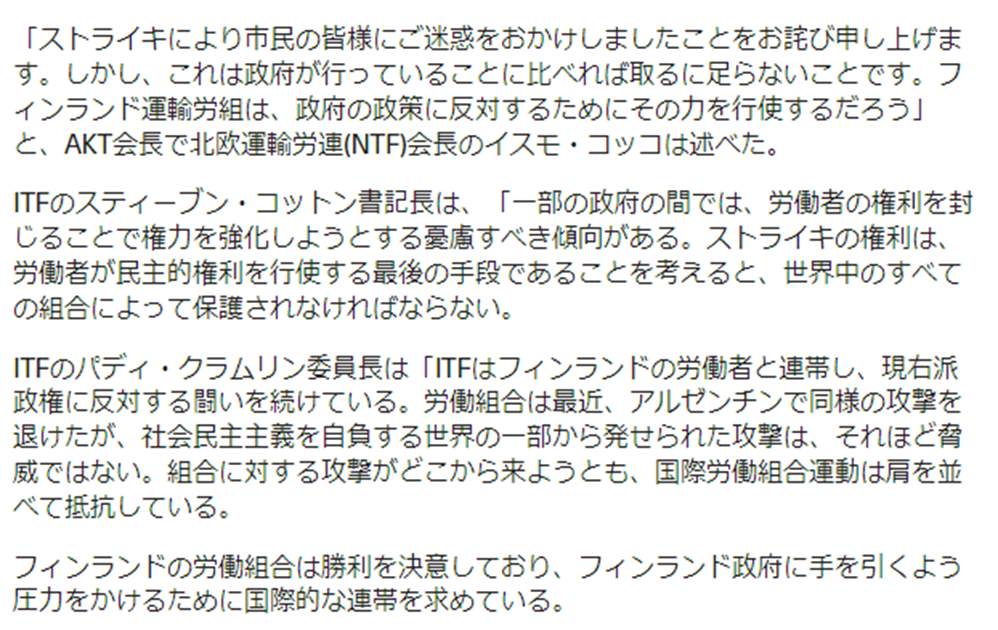 「ストライキにより市民の皆様にご迷惑をおかけしましたことをお詫び申し上げま
す。しかし、これは政府が行っていることに比べれば取るに足らないことです。フ
ィンランド運輸労組は、政府の政策に反対するためにその力を行使するだろう」
と、AKT会長で北欧運輸労連(NTF)会長のイスモ・コッコは述べた。
ITFのスティーブン・コットン書記長は、「一部の政府の間では、労働者の権利を封
じることで権力を強化しようとする憂慮すべき傾向がある。ストライキの権利は、
労働者が民主的権利を行使する最後の手段であることを考えると、世界中のすべて
の組合によって保護されなければならない。
ITFのパディ・クラムリン委員長は「ITFはフィンランドの労働者と連帯し、現右派
政権に反対する闘いを続けている。労働組合は最近、アルゼンチンで同様の攻撃を
退けたが、社会民主主義を自負する世界の一部から発せられた攻撃は、それほど脅
威ではない。組合に対する攻撃がどこから来ようとも、国際労働組合運動は肩を並
べて抵抗している。
フィンランドの労働組合は勝利を決意しており、フィンランド政府に手を引くよう
圧力をかけるために国際的な連帯を求めている。